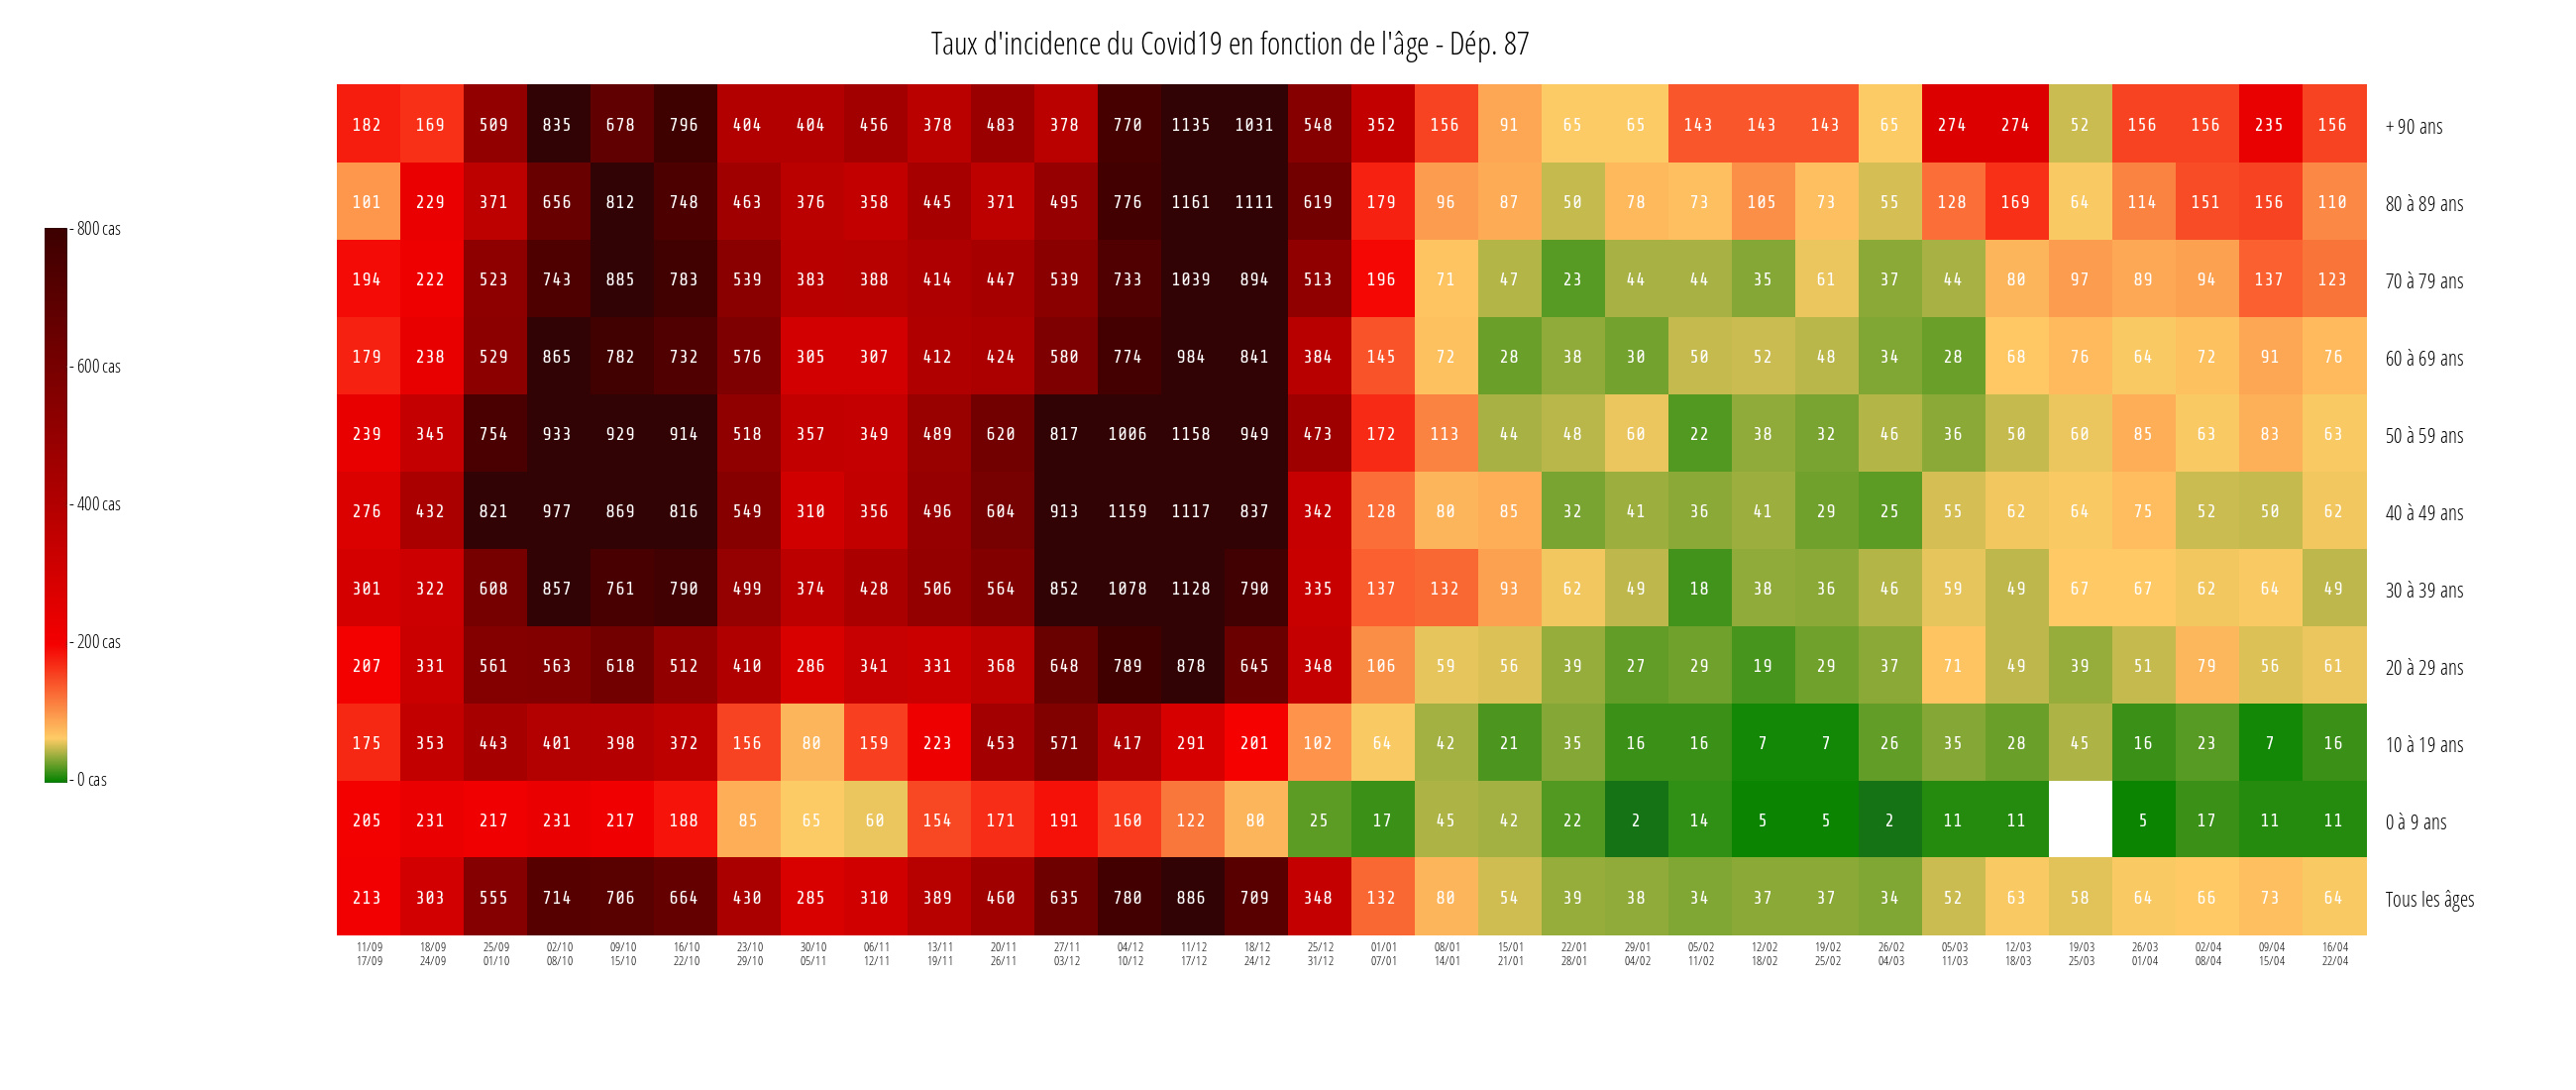 Taux d'incidence du Covid19 en fonction de l'âge - Dép. 87
- 800 cas
- 600 cas
- 400 cas
- 200 cas
- 0 cas
182 169 509 835 678 796 404 404 456 378 483 378 770 1135 1031 548 352 156 91 65 65 143 143 143 65 274 274 52 156 156 235 156 + 90 ans
101 229 371 656 812 748 463 376 358 445 371 495 776 1161 1111 619 179 96 87 50 78 73 105 73 55 128 169 64 114 151 156 110 80 à 89 ans
194 222 523 743 885 783 539 383 388 414 447 539 733 1039 894 513 196 71 47 23 44 44 35 61 37 44 80 97 89 94 137 123 70 à 79 ans
179 238 529 865 782 732 576 305 307 412 424 580 774 984 841 384 145 72 28 38 30 50 52 48 34 28 68 76 64 72 91 76 60 à 69 ans
239 345 754 933 929 914 518 357 349 489 620 817 1006 1158 949 473 172 113 44 48 60 22 38 32 46 36 50 60 85 63 83 63 50 à 59 ans
276 432 821 977 869 816 549 310 356 496 604 913 1159 1117 837 342 128 80 85 32 41 36 41 29 25 55 62 64 75 52 50 62 40 à 49 ans
301 322 608 857 761 790 499 374 428 506 564 852 1078 1128 790 335 137 132 93 62 49 18 38 36 46 59 49 67 67 62 64 49 30 à 39 ans
207 331 561 563 618 512 410 286 341 331 368 648 789 878 645 348 106 59 56 39 27 29 19 29 37 71 49 39 51 79 56 61 20 à 29 ans
175 353 443 401 398 372 156 80 159 223 453 571 417 291 201 102 64 42 21 35 16 16 7 7 26 35 28 45 16 23 7 16 10 à 19 ans
205 231 217 231 217 188 85 65 60 154 171 191 160 122 80 25 17 45 42 22 2 14 5 5 2 11 11 5 17 11 11 0 à 9 ans
213 303 555 714 706 664 430 285 310 389 460 635 780 886 709 348 132 80 54 39 38 34 37 37 34 52 63 58 64 66 73 64 Tous les âges
11/09 18/09 25/09 02/10 09/10 16/10 23/10 30/10 06/11 13/11 20/11 27/11 04/12 11/12 18/12 25/12 01/01 08/01 15/01 22/01 29/01 05/02 12/02 19/02 26/02 05/03 12/03 19/03 26/03 02/04 09/04 16/04
17/09 24/09 01/10 08/10 15/10 22/10 29/10 05/11 12/11 19/11 26/11 03/12 10/12 17/12 24/12 31/12 07/01 14/01 21/01 28/01 04/02 11/02 18/02 25/02 04/03 11/03 18/03 25/03 01/04 08/04 15/04 22/04